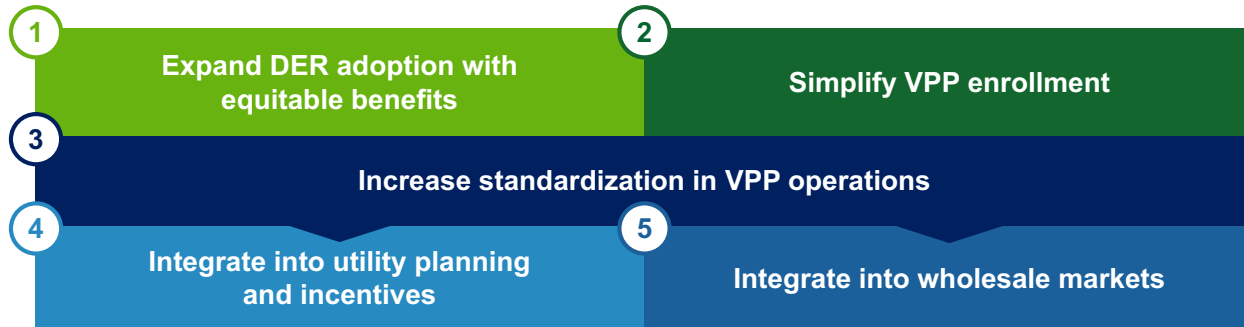 1
Expand DER adoption with
equitable benefits
2
Simplify VPP enrollment
3
Increase standardization in VPP operations
4
Integrate into utility planning
and incentives
5
Integrate into wholesale markets